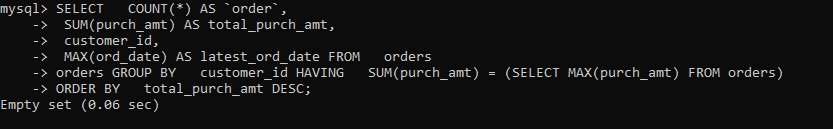 mysql> SELECT   COUNT(*) AS `order`,
    ->  SUM(purch_amt) AS total_purch_amt,
    ->  customer_id,
    ->  MAX(ord_date) AS latest_ord_date FROM   orders
    -> orders GROUP BY   customer_id HAVING   SUM(purch_amt) = (SELECT MAX(purch_amt) FROM orders)
    -> ORDER BY   total_purch_amt DESC;
Empty set (0.06 sec)